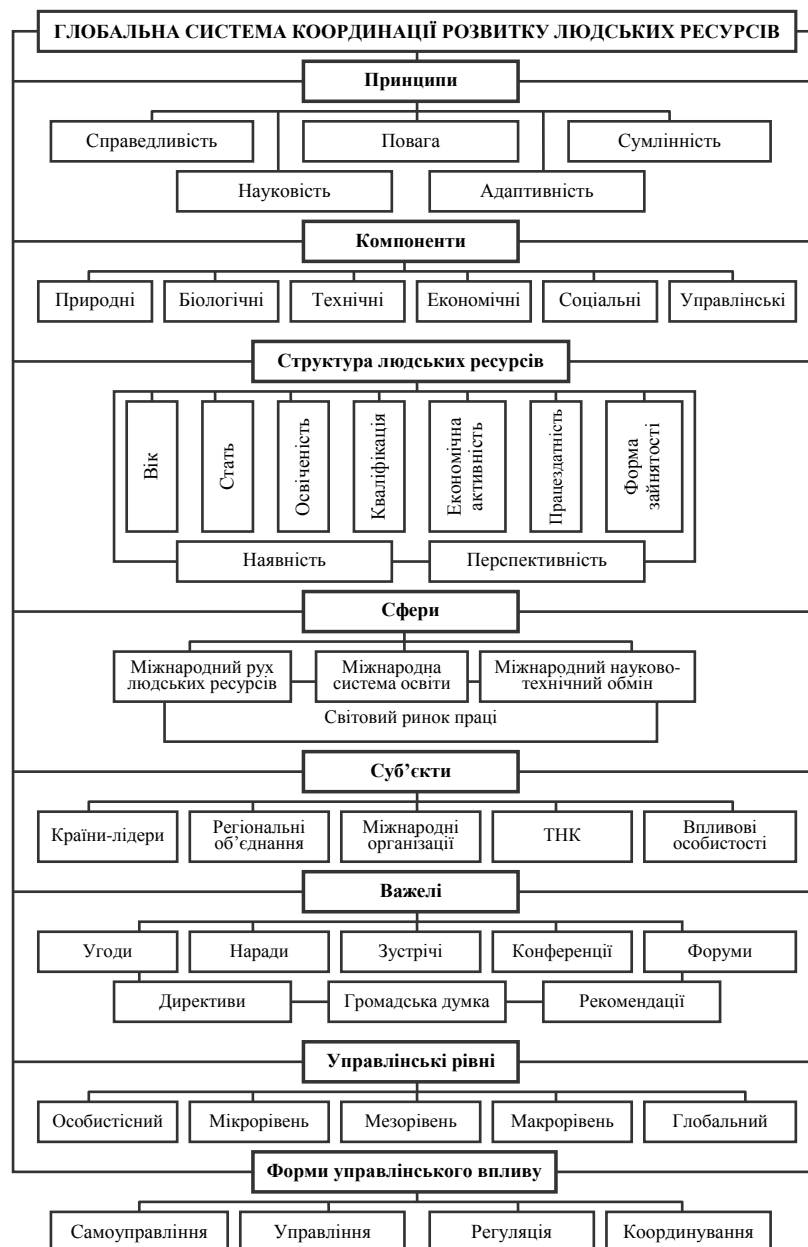 ГЛОБАЛЬНА СИСТЕМА КООРДИНАЦІЇ РОЗВИТКУ ЛЮДСЬКИХ РЕСУРСІВ
Принципи
Справедливість
Повага
Сумлінність
Науковість
Адаптивність
Компоненти
Природні
Біологічні
Технічні
Економічні
Соціальні
Управлінські
Структура людських ресурсів
Вік
Стать
Освіченість
Кваліфікація
Економічна
активність
Працездатність
Форма
зайнятості
Наявність
Перспективність
Сфери
Міжнародний рух
людських ресурсів
Міжнародна
система освіти
Міжнародний науково-
технічний обмін
Світовий ринок праці
Суб’єкти
Країни-лідери
Регіональні
об’єднання
Міжнародні
організації
ТНК
Впливові
особистості
Важелі
Угоди
Наради
Зустрічі
Конференції
Форуми
Директиви
Громадська думка
Рекомендації
Управлінські рівні
Особистісний
Мікрорівень
Мезорівень
Макрорівень
Глобальний
Форми управлінського впливу
Самоуправління
Управління
Регуляція
Координування